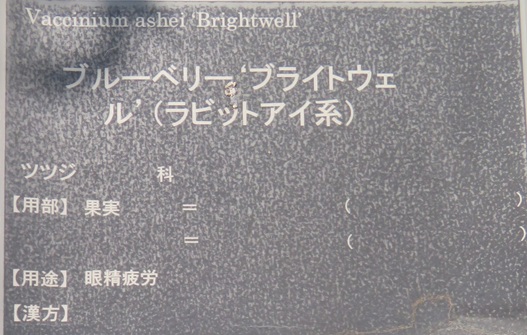 Vaccinium ashei 'Brightwell'
ブルーベリー‘ブライトウェ
ル’（ラビットアイ系）
ツツジ 科
【用部】 果実 ＝ （ ）
＝ （ ）
【用途】 眼精疲労
【漢方】